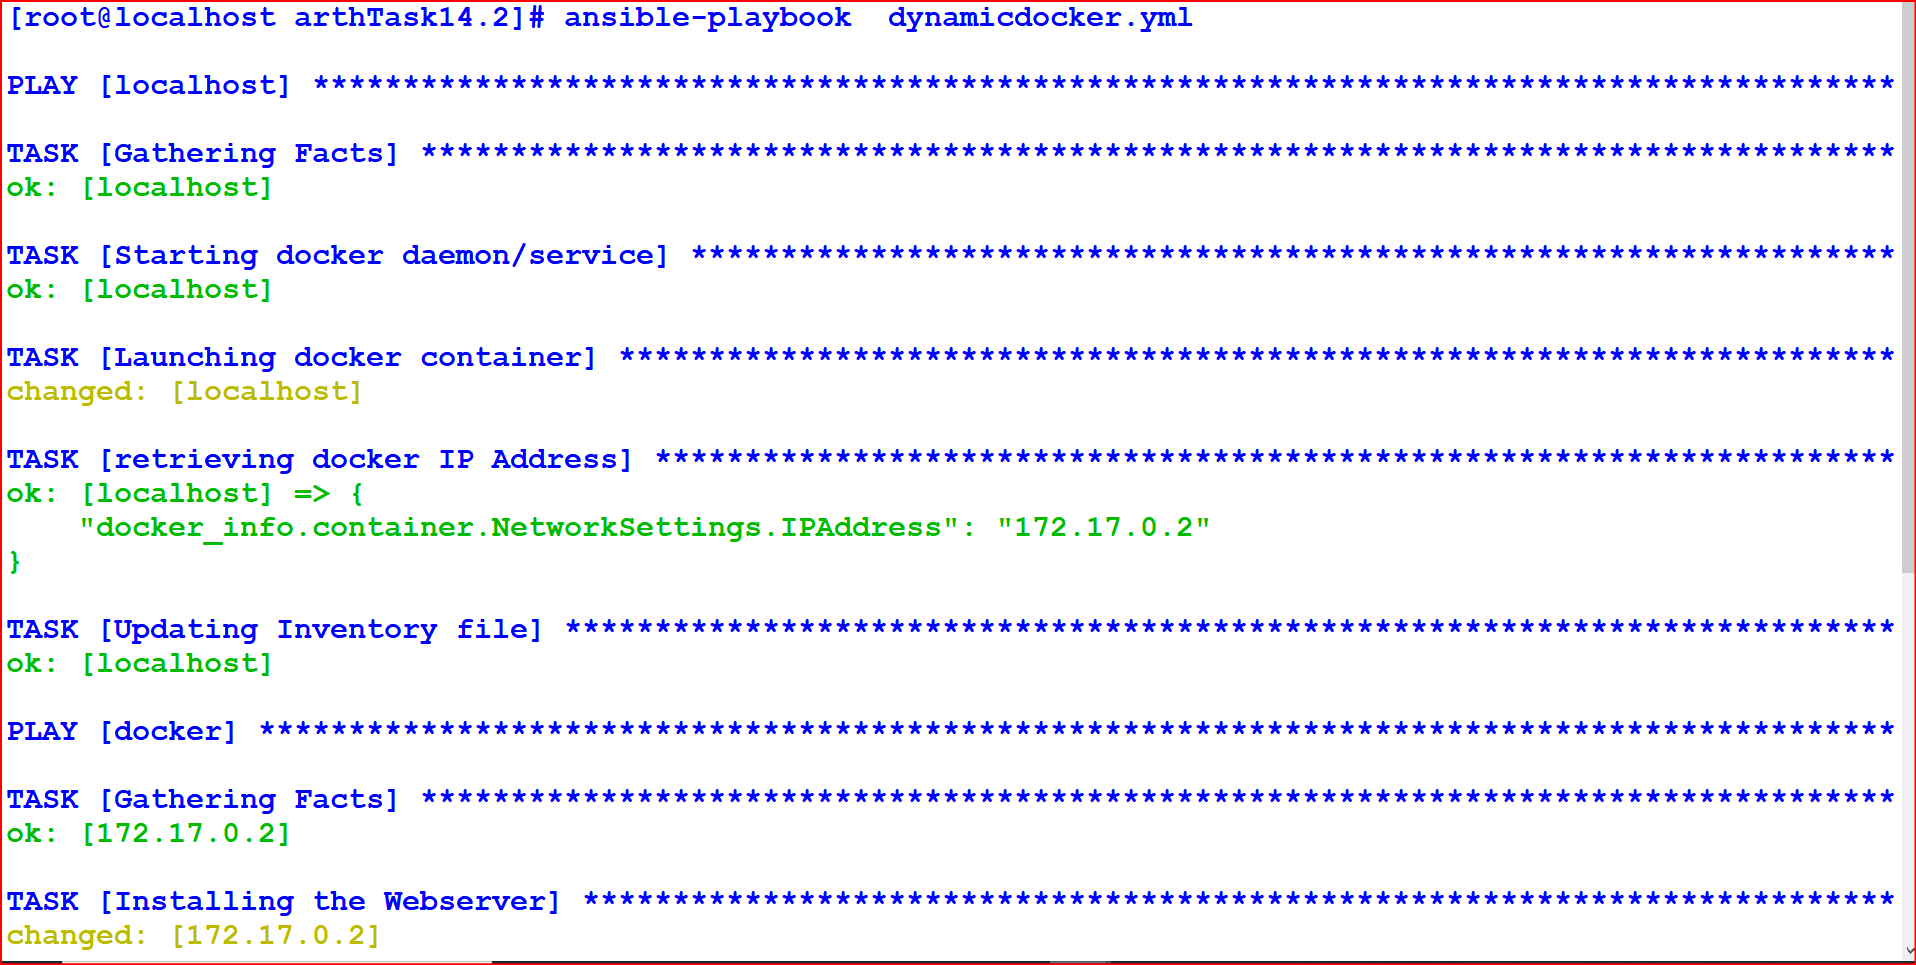 [root@localhost arthTask14.2]# ansible-playbook  dynamicdocker.yml
PLAY [localhost] ****************************************************************************************
TASK [Gathering Facts] **********************************************************************************
ok: [localhost]
TASK [Starting docker daemon/service] *******************************************************************
ok: [localhost]
TASK [Launching docker container] ***********************************************************************
changed: [localhost]
TASK [retrieving docker IP Address] *********************************************************************
ok: [localhost] => {
    "docker_info.container.NetworkSettings.IPAddress": "172.17.0.2"
}
TASK [Updating Inventory file] **************************************************************************
ok: [localhost]
PLAY [docker] *******************************************************************************************
TASK [Gathering Facts] **********************************************************************************
ok: [172.17.0.2]
TASK [Installing the Webserver] *************************************************************************
changed: [172.17.0.2]